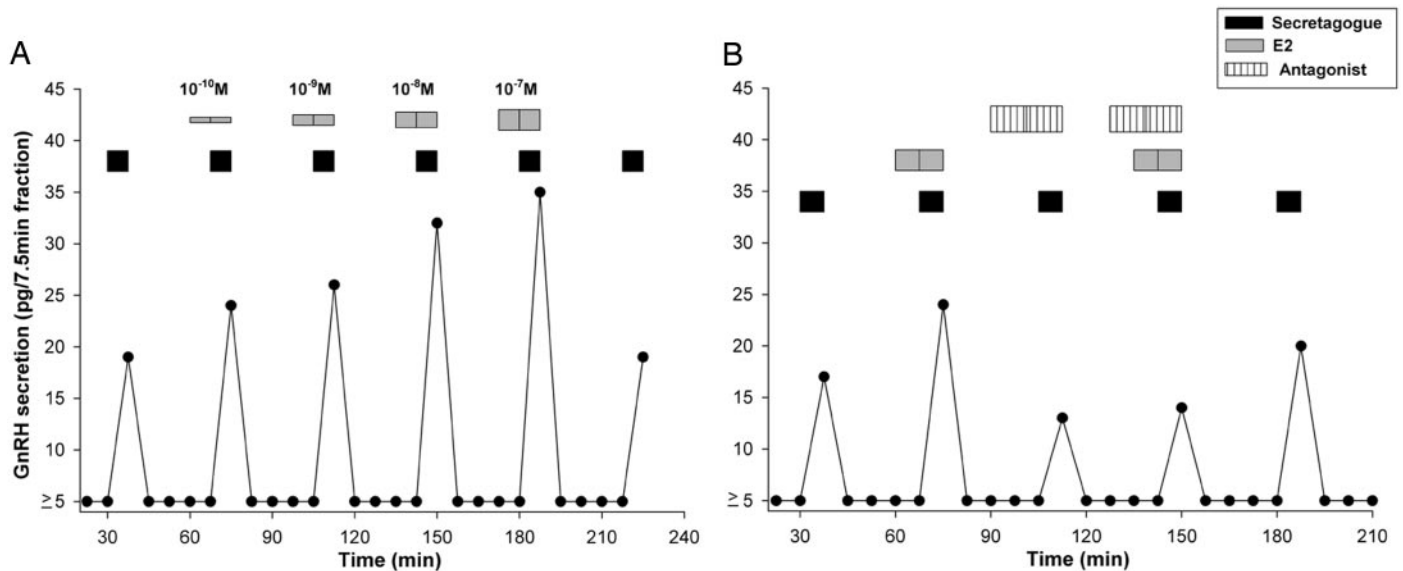 A
45
40
35
30
25
20
15
10
≥ 5
GnRH secretion (pg/7.5min fraction)
10⁻¹⁰M
10⁻⁹M
10⁻⁸M
10⁻⁷M
30
60
90
120
150
180
210
240
Time (min)
B
Secretagogue
E2
Antagonist
45
40
35
30
25
20
15
10
≥ 5
30
60
90
120
150
180
210
Time (min)